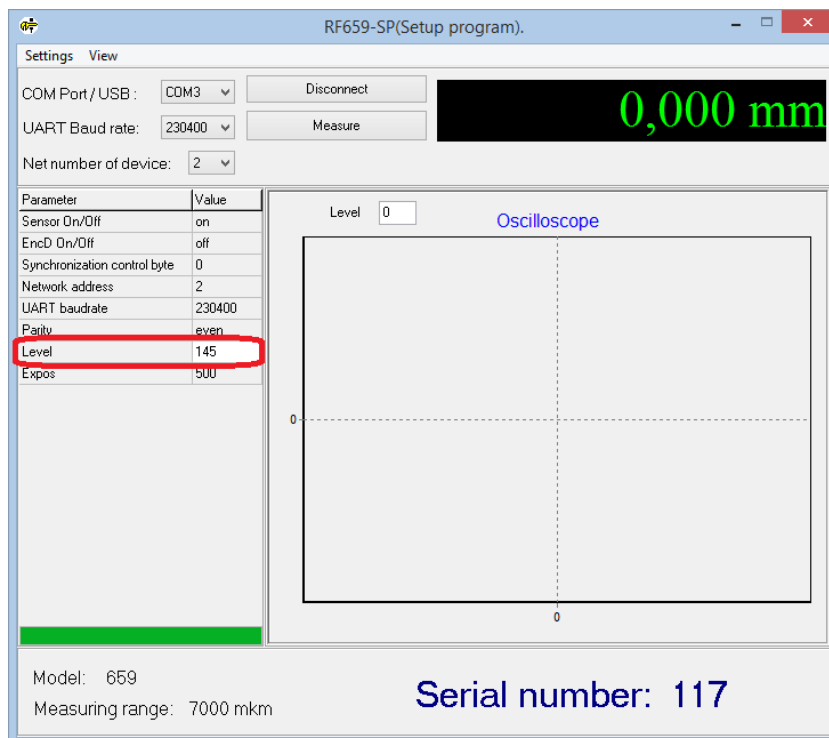 RF659-SP(Setup program).
Settings View
COM Port / USB : COM3 Disconnect
0,000 mm
UART Baud rate: 230400 Measure
Net number of device: 2
Parameter Value
Sensor On/Off on
EncD On/Off off
Synchronization control byte 0
Network address 2
UART baudrate 230400
Parity even
Level 145
Expos 500
Level 0
Oscilloscope
0
0
Model: 659
Measuring range: 7000 mkm
Serial number: 117